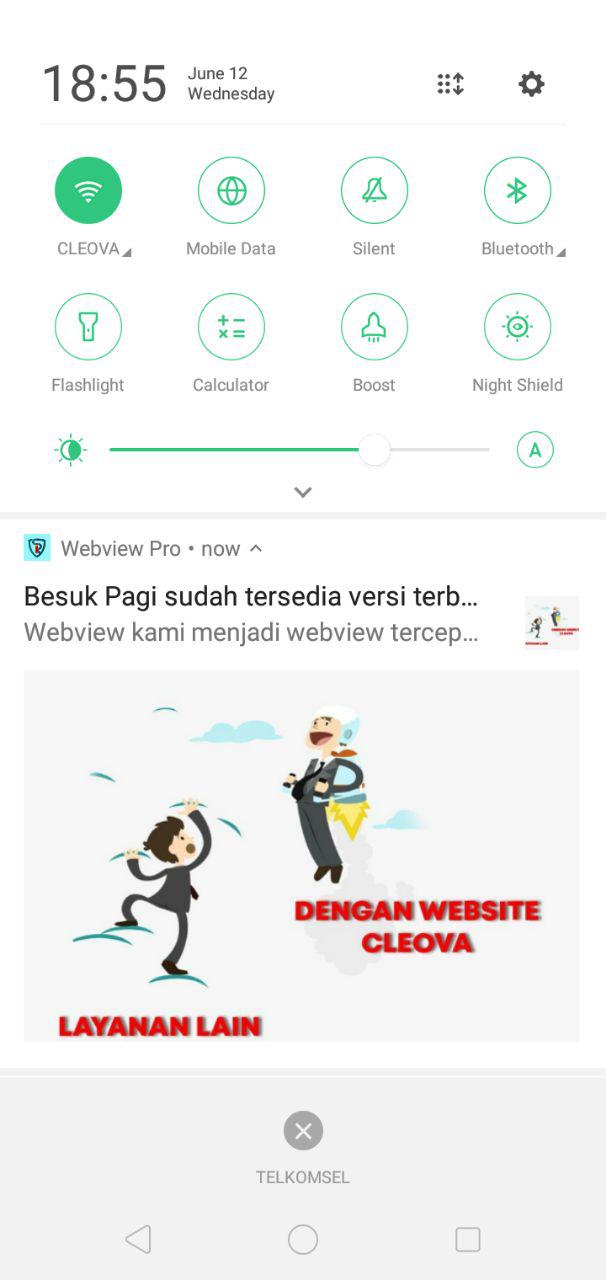 18:55
June 12
Wednesday
CLEOVA
Mobile Data
Silent
Bluetooth
Flashlight
Calculator
Boost
Night Shield
A
Webview Pro • now
Besuk Pagi sudah tersedia versi terb...
Webview kami menjadi webview tercep...
DENGAN WEBSITE
CLEOVA
LAYANAN LAIN
TELKOMSEL